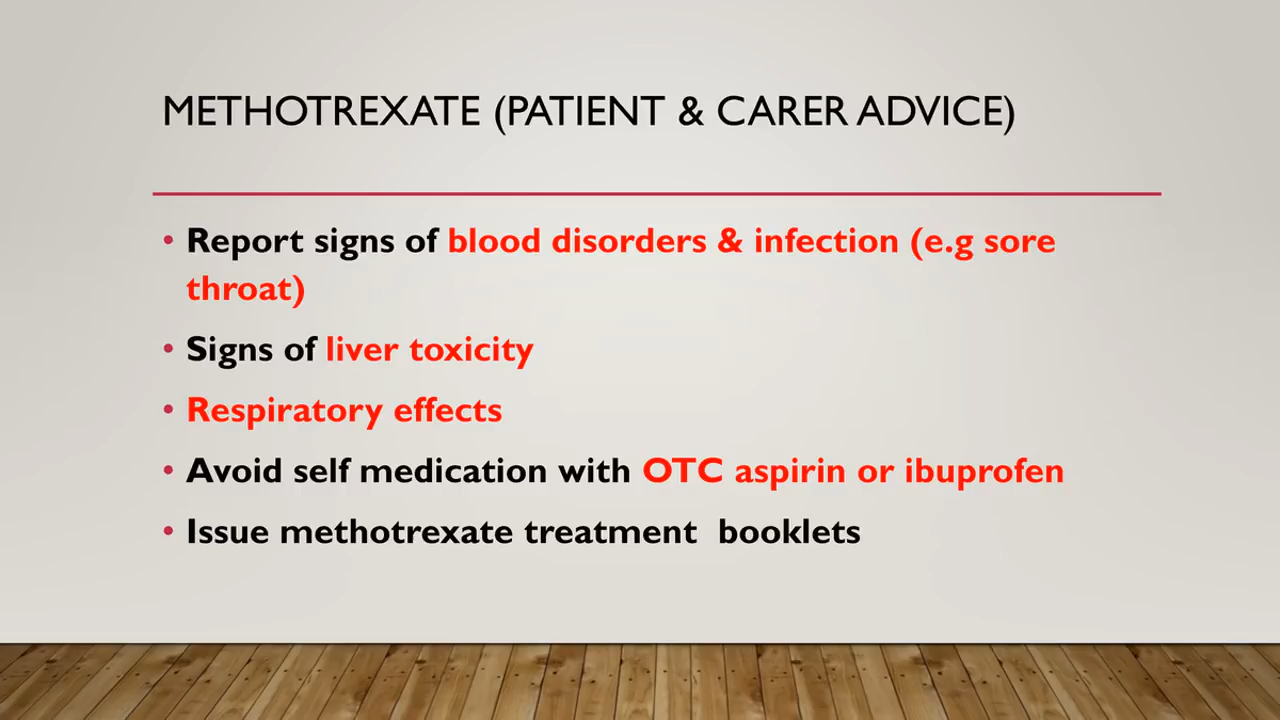 METHOTREXATE (PATIENT & CARER ADVICE)
• Report signs of blood disorders & infection (e.g sore
throat)
• Signs of liver toxicity
• Respiratory effects
• Avoid self medication with OTC aspirin or ibuprofen
• Issue methotrexate treatment  booklets